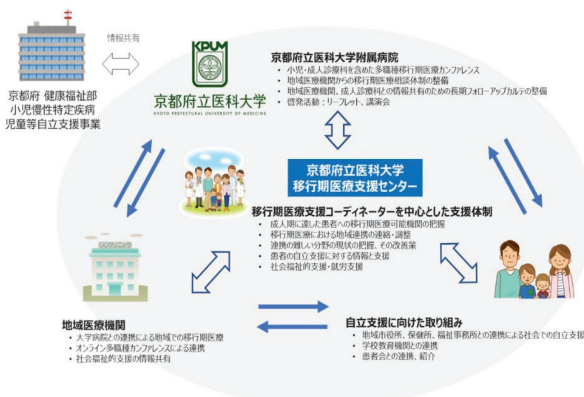 情報共有
KPUM
京都府 健康福祉部
小児慢性特定疾病
児童等自立支援事業
京都府立医科大学
KYOTO PREFECTURAL UNIVERSITY OF MEDICINE
京都府立医科大学附属病院
• 小児・成人診療科を含めた多職種移行期医療カンファレンス
• 地域医療機関からの移行期医療相談体制の整備
• 地域医療機関、成人診療科との情報共有のための長期フォローアップカルテの整備
• 啓発活動：リーフレット、講演会
京都府立医科大学
移行期医療支援センター
移行期医療支援コーディネーターを中心とした支援体制
• 成人期に達した患者への移行期医療可能機関の把握
• 移行期医療における地域連携の連絡・調整
• 連携の難しい分野の現状の把握、その改善策
• 患者の自立支援に対する情報と支援
• 社会福祉的支援・就労支援
地域医療機関
• 大学病院との連携による地域での移行期医療
• オンライン多職種カンファレンスによる連携
• 社会福祉的支援の情報共有
自立支援に向けた取り組み
• 地域市役所、保健所、福祉事務所との連携による社会での自立支援
• 学校教育機関との連携
• 患者会との連携、紹介